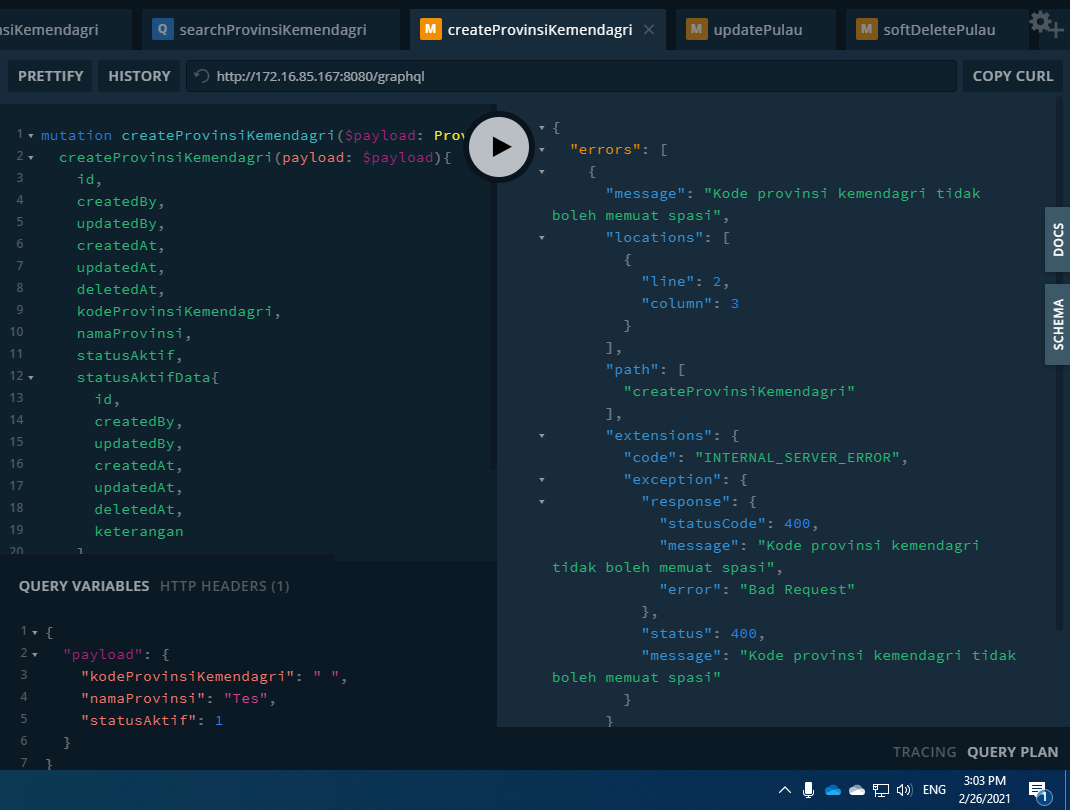 siKemendagri
Q searchProvinsiKemendagri
M createProvinsiKemendagri
M updatePulau
M softDeletePulau
PRETTIFY
HISTORY
http://172.16.85.167:8080/graphql
COPY CURL
1 mutation createProvinsiKemendagri($payload: Prov
2 createProvinsiKemendagri(payload: $payload){
3 id,
4 createdBy,
5 updatedBy,
6 createdAt,
7 updatedAt,
8 deletedAt,
9 kodeProvinsiKemendagri,
10 namaProvinsi,
11 statusAktif,
12 statusAktifData{
13 id,
14 createdBy,
15 updatedBy,
16 createdAt,
17 updatedAt,
18 deletedAt,
19 keterangan
20 }
QUERY VARIABLES HTTP HEADERS (1)
1 {
2 "payload": {
3 "kodeProvinsiKemendagri": " ",
4 "namaProvinsi": "Tes",
5 "statusAktif": 1
6 }
7 }
{
"errors": [
{
"message": "Kode provinsi kemendagri tidak
boleh memuat spasi",
"locations": [
{
"line": 2,
"column": 3
}
],
"path": [
"createProvinsiKemendagri"
],
"extensions": {
"code": "INTERNAL_SERVER_ERROR",
"exception": {
"response": {
"statusCode": 400,
"message": "Kode provinsi kemendagri
tidak boleh memuat spasi",
"error": "Bad Request"
},
"status": 400,
"message": "Kode provinsi kemendagri tidak
boleh memuat spasi"
}
}
DOCS
SCHEMA
TRACING QUERY PLAN
ENG
3:03 PM
2/26/2021
1